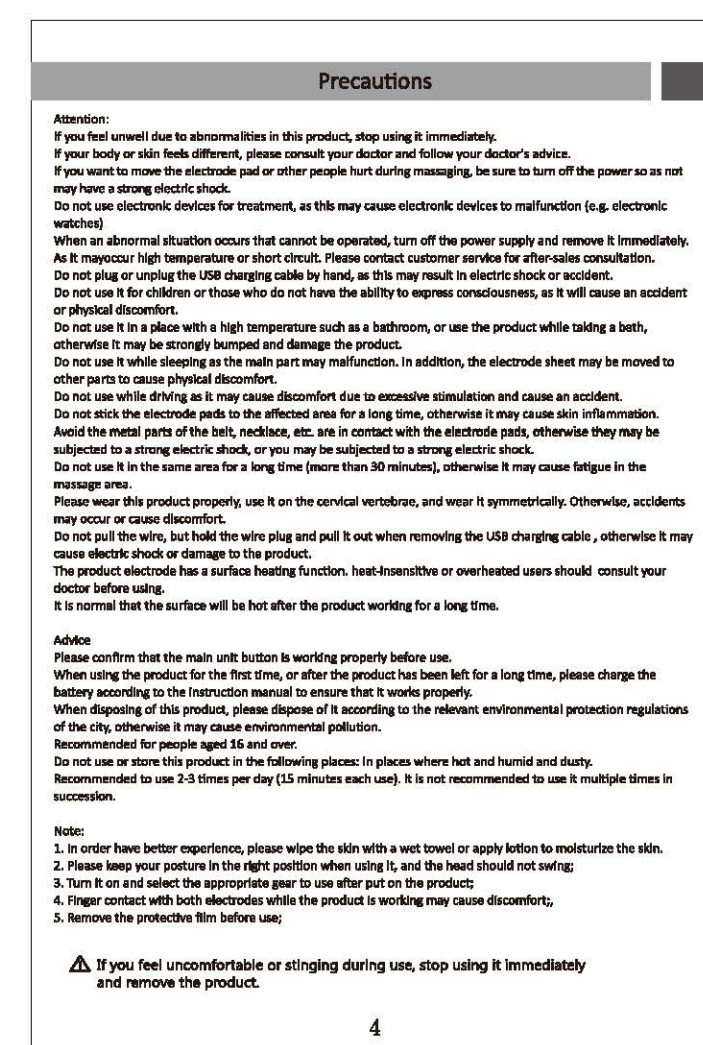 Precautions
Attention:
If you feel unwell due to abnormalities in this product, stop using it immediately.
If your body or skin feels different, please consult your doctor and follow your doctor's advice.
If you want to move the electrode pad or other people hurt during massaging, be sure to turn off the power so as not
may have a strong electric shock.
Do not use electronic devices for treatment, as this may cause electronic devices to malfunction (e.g. electronic
watches)
When an abnormal situation occurs that cannot be operated, turn off the power supply and remove it immediately.
As it mayoccur high temperature or short circuit. Please contact customer service for after-sales consultation.
Do not plug or unplug the USB charging cable by hand, as this may result in electric shock or accident.
Do not use it for children or those who do not have the ability to express consciousness, as it will cause an accident
or physical discomfort.
Do not use it in a place with a high temperature such as a bathroom, or use the product while taking a bath,
otherwise it may be strongly bumped and damage the product.
Do not use it while sleeping as the main part may malfunction. In addition, the electrode sheet may be moved to
other parts to cause physical discomfort.
Do not use while driving as it may cause discomfort due to excessive stimulation and cause an accident.
Do not stick the electrode pads to the affected area for a long time, otherwise it may cause skin inflammation.
Avoid the metal parts of the belt, necklace, etc. are in contact with the electrode pads, otherwise they may be
subjected to a strong electric shock, or you may be subjected to a strong electric shock.
Do not use it in the same area for a long time (more than 30 minutes), otherwise it may cause fatigue in the
massage area.
Please wear this product properly, use it on the cervical vertebrae, and wear it symmetrically. Otherwise, accidents
may occur or cause discomfort.
Do not pull the wire, but hold the wire plug and pull it out when removing the USB charging cable , otherwise it may
cause electric shock or damage to the product.
The product electrode has a surface heating function. heat-insensitive or overheated users should consult your
doctor before using.
It is normal that the surface will be hot after the product working for a long time.
Advice
Please confirm that the main unit button is working properly before use.
When using the product for the first time, or after the product has been left for a long time, please charge the
battery according to the instruction manual to ensure that it works properly.
When disposing of this product, please dispose of it according to the relevant environmental protection regulations
of the city, otherwise it may cause environmental pollution.
Recommended for people aged 16 and over.
Do not use or store this product in the following places: In places where hot and humid and dusty.
Recommended to use 2-3 times per day (15 minutes each use). It is not recommended to use it multiple times in
succession.
Note:
1. In order have better experience, please wipe the skin with a wet towel or apply lotion to moisturize the skin.
2. Please keep your posture in the right position when using it, and the head should not swing;
3. Turn it on and select the appropriate gear to use after put on the product;
4. Finger contact with both electrodes while the product is working may cause discomfort;,
5. Remove the protective film before use;
If you feel uncomfortable or stinging during use, stop using it immediately
and remove the product.
4